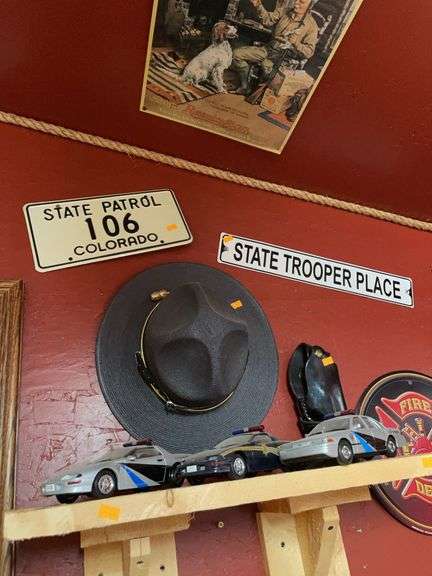 STATE PATROL
106
COLORADO
STATE TROOPER PLACE
FIRE